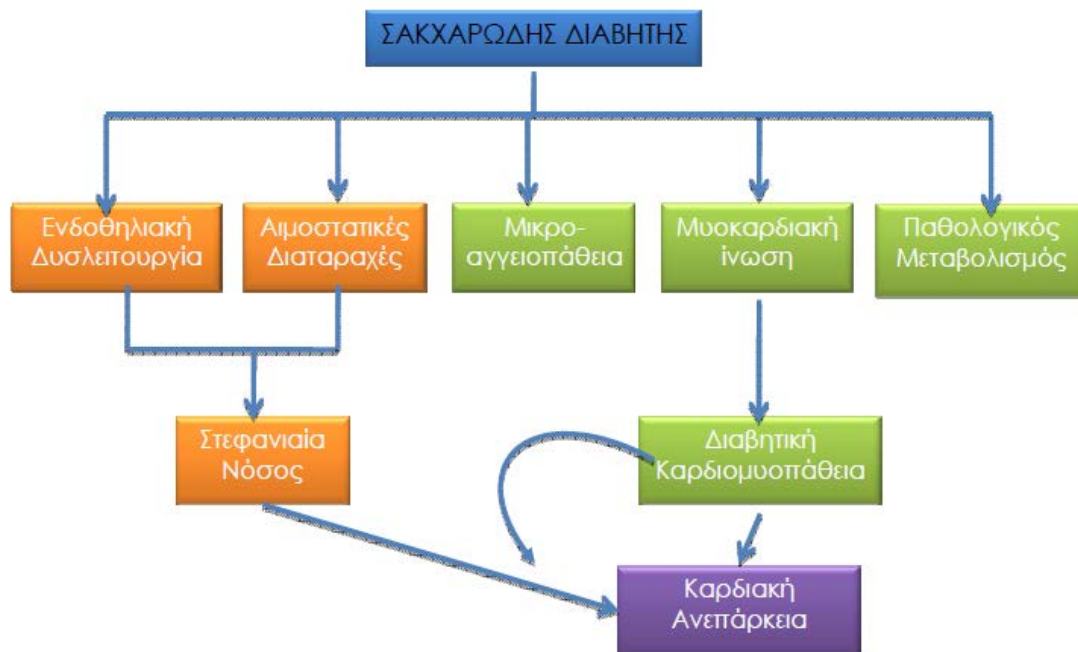 ΣΑΚΧΑΡΩΔΗΣ ΔΙΑΒΗΤΗΣ
Ενδοθηλιακή
Δυσλειτουργία
Αιμοστατικές
Διαταραχές
Μικρο-
αγγειοπάθεια
Μυοκαρδιακή
ίνωση
Παθολογικός
Μεταβολισμός
Στεφανιαία
Νόσος
Διαβητική
Καρδιομυοπάθεια
Καρδιακή
Ανεπάρκεια